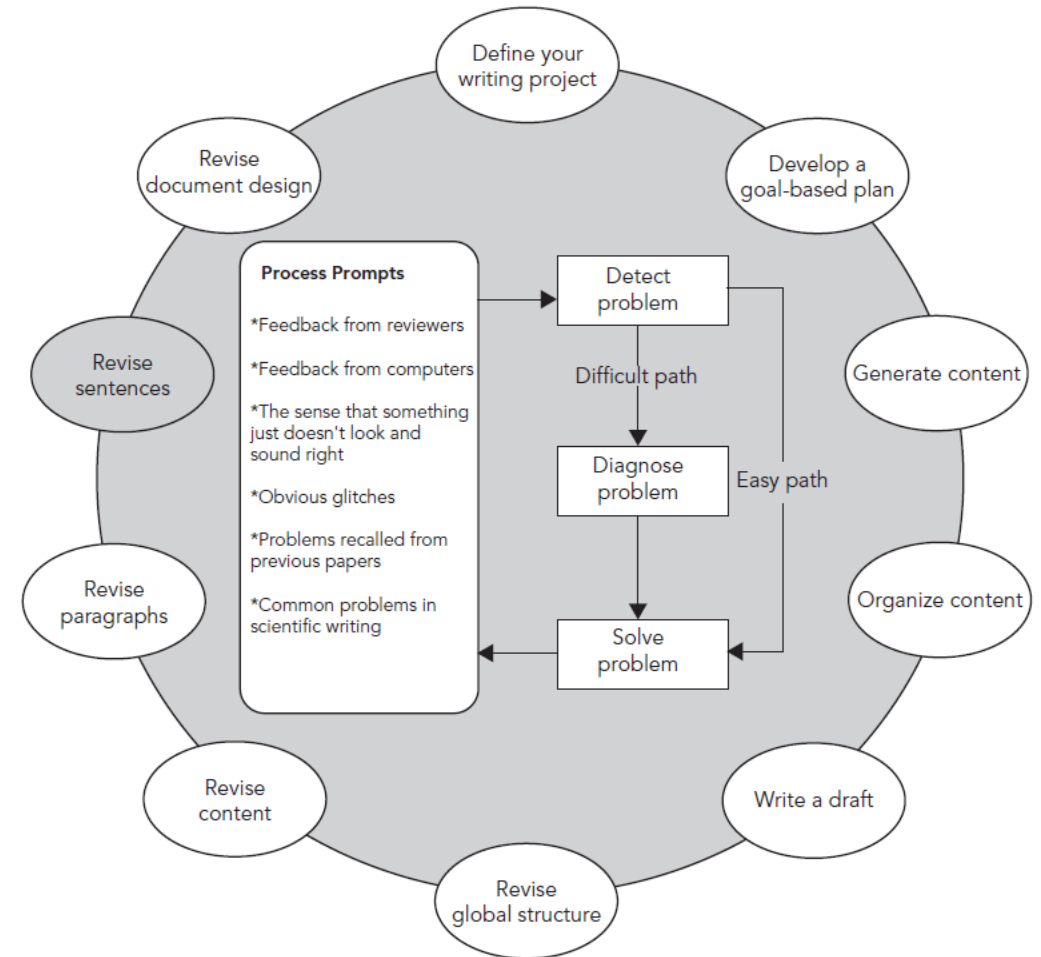 Define your
writing project
Revise
document design
Develop a
goal-based plan
Process Prompts
*Feedback from reviewers
*Feedback from computers
*The sense that something
just doesn't look and
sound right
*Obvious glitches
*Problems recalled from
previous papers
*Common problems in
scientific writing
Detect
problem
Difficult path
Diagnose
problem
Easy path
Solve
problem
Revise
sentences
Generate content
Revise
paragraphs
Organize content
Revise
content
Write a draft
Revise
global structure